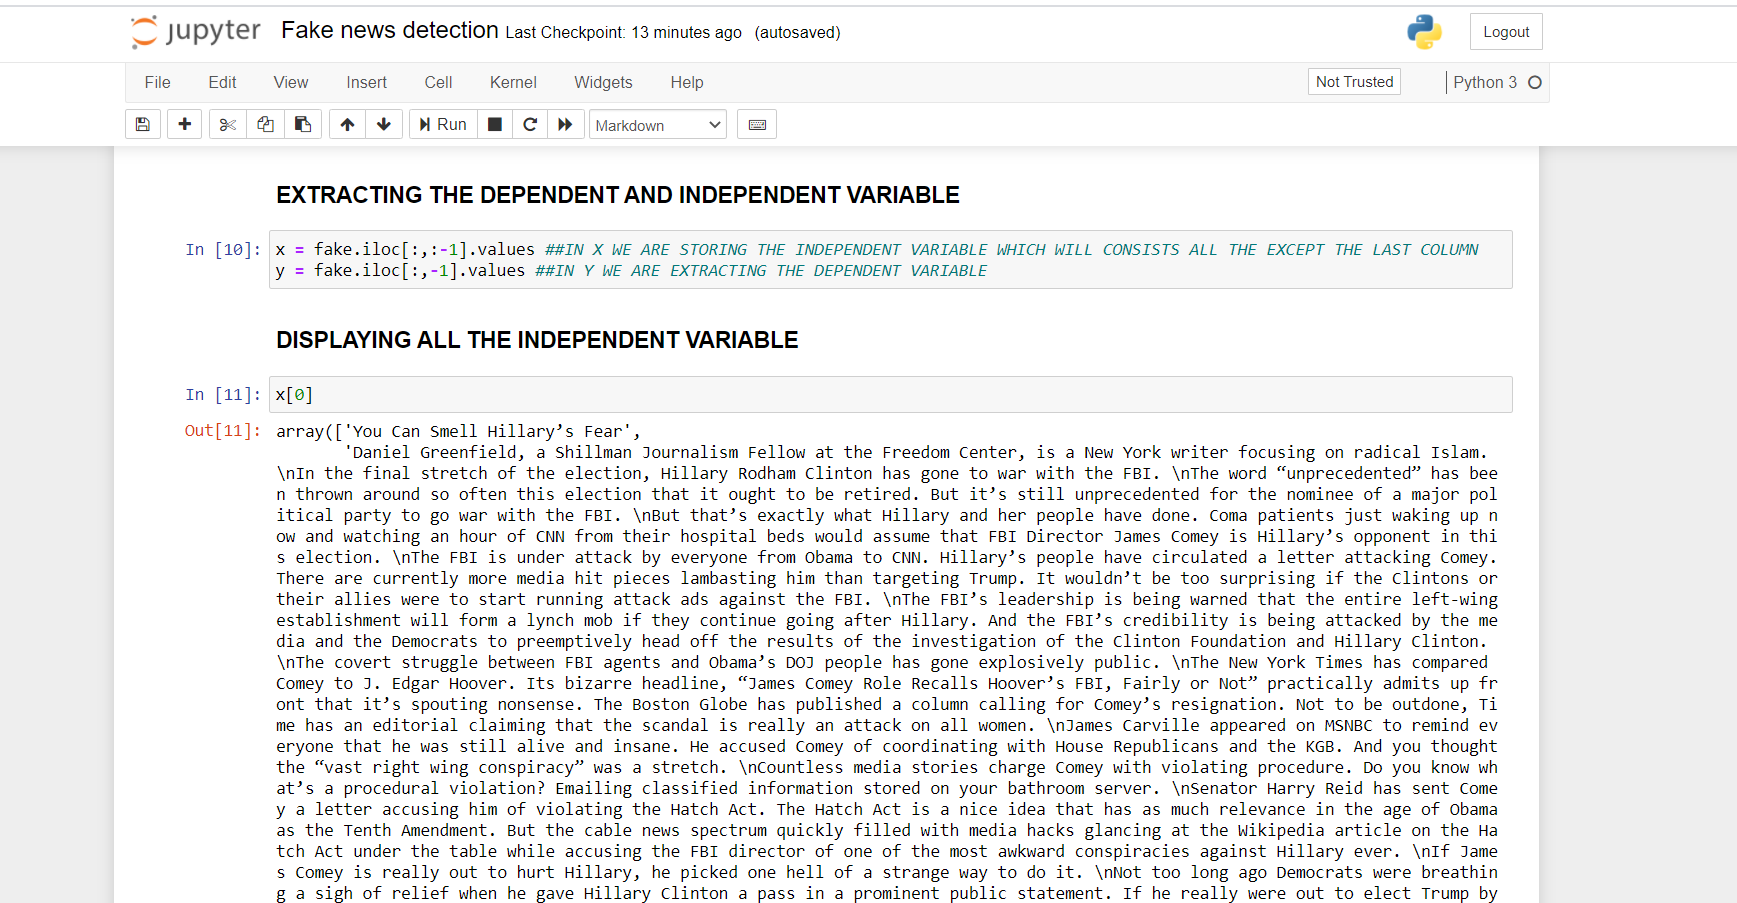 jupyter Fake news detection Last Checkpoint: 13 minutes ago (autosaved) Logout
File Edit View Insert Cell Kernel Widgets Help Not Trusted Python 3
Run Markdown
EXTRACTING THE DEPENDENT AND INDEPENDENT VARIABLE
In [10]: x = fake.iloc[:,:-1].values ##IN X WE ARE STORING THE INDEPENDENT VARIABLE WHICH WILL CONSISTS ALL THE EXCEPT THE LAST COLUMN
y = fake.iloc[:,-1].values ##IN Y WE ARE EXTRACTING THE DEPENDENT VARIABLE
DISPLAYING ALL THE INDEPENDENT VARIABLE
In [11]: x[0]
Out[11]: array(['You Can Smell Hillary’s Fear',
'Daniel Greenfield, a Shillman Journalism Fellow at the Freedom Center, is a New York writer focusing on radical Islam.
\nIn the final stretch of the election, Hillary Rodham Clinton has gone to war with the FBI. \nThe word “unprecedented” has bee
n thrown around so often this election that it ought to be retired. But it’s still unprecedented for the nominee of a major pol
itical party to go war with the FBI. \nBut that’s exactly what Hillary and her people have done. Coma patients just waking up n
ow and watching an hour of CNN from their hospital beds would assume that FBI Director James Comey is Hillary’s opponent in thi
s election. \nThe FBI is under attack by everyone from Obama to CNN. Hillary’s people have circulated a letter attacking Comey.
There are currently more media hit pieces lambasting him than targeting Trump. It wouldn’t be too surprising if the Clintons or
their allies were to start running attack ads against the FBI. \nThe FBI’s leadership is being warned that the entire left-wing
establishment will form a lynch mob if they continue going after Hillary. And the FBI’s credibility is being attacked by the me
dia and the Democrats to preemptively head off the results of the investigation of the Clinton Foundation and Hillary Clinton.
\nThe covert struggle between FBI agents and Obama’s DOJ people has gone explosively public. \nThe New York Times has compared
Comey to J. Edgar Hoover. Its bizarre headline, “James Comey Role Recalls Hoover’s FBI, Fairly or Not” practically admits up fr
ont that it’s spouting nonsense. The Boston Globe has published a column calling for Comey’s resignation. Not to be outdone, Ti
me has an editorial claiming that the scandal is really an attack on all women. \nJames Carville appeared on MSNBC to remind ev
eryone that he was still alive and insane. He accused Comey of coordinating with House Republicans and the KGB. And you thought
the “vast right wing conspiracy” was a stretch. \nCountless media stories charge Comey with violating procedure. Do you know wh
at’s a procedural violation? Emailing classified information stored on your bathroom server. \nSenator Harry Reid has sent Come
y a letter accusing him of violating the Hatch Act. The Hatch Act is a nice idea that has as much relevance in the age of Obama
as the Tenth Amendment. But the cable news spectrum quickly filled with media hacks glancing at the Wikipedia article on the Ha
tch Act under the table while accusing the FBI director of one of the most awkward conspiracies against Hillary ever. \nIf Jame
s Comey is really out to hurt Hillary, he picked one hell of a strange way to do it. \nNot too long ago Democrats were breathin
g a sigh of relief when he gave Hillary Clinton a pass in a prominent public statement. If he really were out to elect Trump by